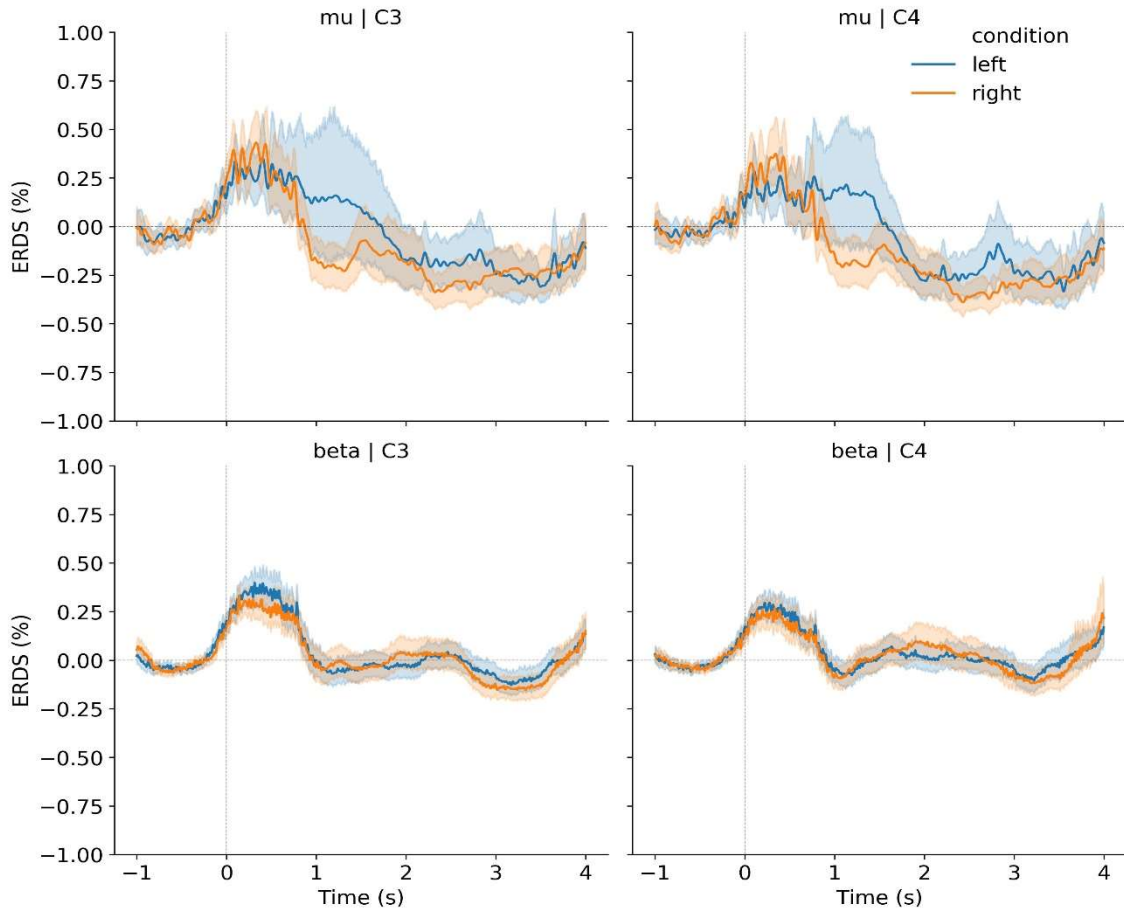 mu | C3
mu | C4
condition
left
right
ERDS (%)
1.00
0.75
0.50
0.25
0.00
−0.25
−0.50
−0.75
−1.00
beta | C3
beta | C4
ERDS (%)
1.00
0.75
0.50
0.25
0.00
−0.25
−0.50
−0.75
−1.00
−1 0 1 2 3 4
−1 0 1 2 3 4
Time (s)
Time (s)